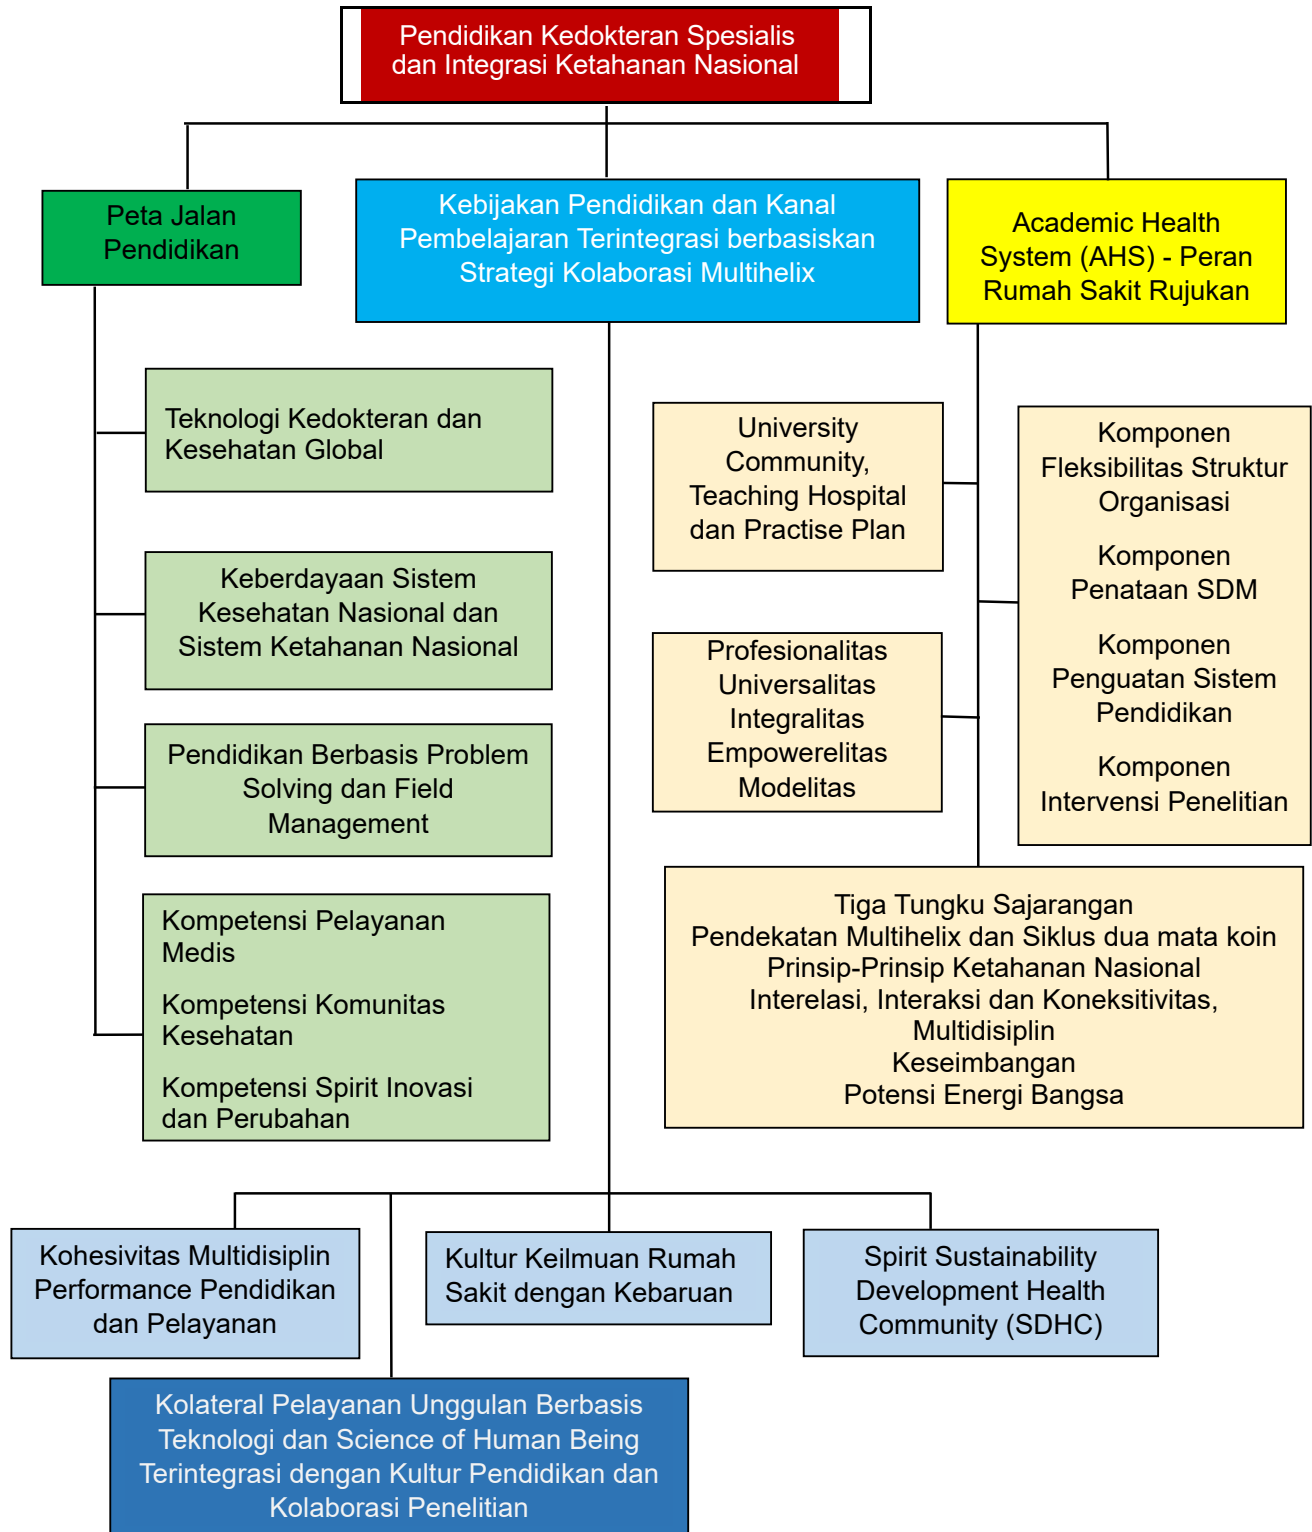 Pendidikan Kedokteran Spesialis
dan Integrasi Ketahanan Nasional
Peta Jalan
Pendidikan
Kebijakan Pendidikan dan Kanal
Pembelajaran Terintegrasi berbasiskan
Strategi Kolaborasi Multihelix
Academic Health
System (AHS) - Peran
Rumah Sakit Rujukan
Teknologi Kedokteran dan
Kesehatan Global
Keberdayaan Sistem
Kesehatan Nasional dan
Sistem Ketahanan Nasional
Pendidikan Berbasis Problem
Solving dan Field
Management
Kompetensi Pelayanan
Medis
Kompetensi Komunitas
Kesehatan
Kompetensi Spirit Inovasi
dan Perubahan
University
Community,
Teaching Hospital
dan Practise Plan
Profesionalitas
Universalitas
Integralitas
Empowerelitas
Modelitas
Komponen
Fleksibilitas Struktur
Organisasi
Komponen
Penataan SDM
Komponen
Penguatan Sistem
Pendidikan
Komponen
Intervensi Penelitian
Tiga Tungku Sajarangan
Pendekatan Multihelix dan Siklus dua mata koin
Prinsip-Prinsip Ketahanan Nasional
Interelasi, Interaksi dan Koneksitivitas,
Multidisiplin
Keseimbangan
Potensi Energi Bangsa
Kohesivitas Multidisiplin
Performance Pendidikan
dan Pelayanan
Kultur Keilmuan Rumah
Sakit dengan Kebaruan
Spirit Sustainability
Development Health
Community (SDHC)
Kolateral Pelayanan Unggulan Berbasis
Teknologi dan Science of Human Being
Terintegrasi dengan Kultur Pendidikan dan
Kolaborasi Penelitian